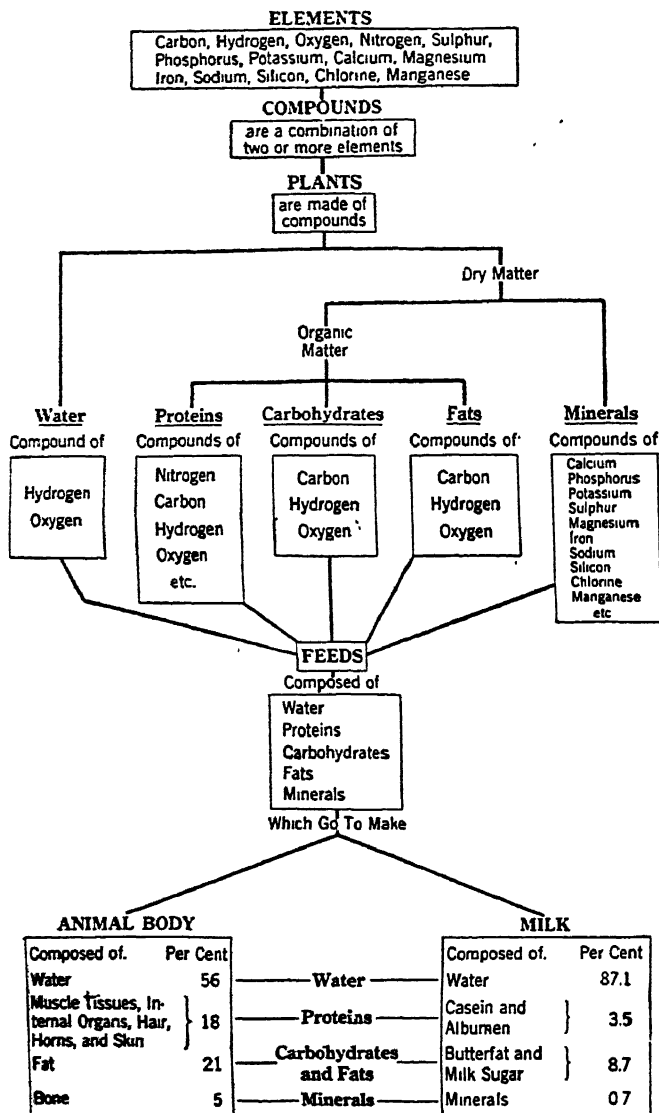 ELEMENTS
Carbon, Hydrogen, Oxygen, Nitrogen, Sulphur,
Phosphorus, Potassium, Calcium, Magnesium
Iron, Sodium, Silicon, Chlorine, Manganese
COMPOUNDS
are a combination of
two or more elements
PLANTS
are made of
compounds
Dry Matter
Organic
Matter
Water
Compound of
Hydrogen
Oxygen
Proteins
Compounds of
Nitrogen
Carbon
Hydrogen
Oxygen
etc.
Carbohydrates
Compounds of
Carbon
Hydrogen
Oxygen
Fats
Compounds of
Carbon
Hydrogen
Oxygen
Minerals
Compounds of
Calcium
Phosphorus
Potassium
Sulphur
Magnesium
Iron
Sodium
Silicon
Chlorine
Manganese
etc
FEEDS
Composed of
Water
Proteins
Carbohydrates
Fats
Minerals
Which Go To Make
ANIMAL BODY
Composed of. Per Cent
Water 56
Muscle Tissues, In-
ternal Organs, Hair,
Horns, and Skin
18
Fat 21
Bone 5
Water
Proteins
Carbohydrates
and Fats
Minerals
MILK
Composed of. Per Cent
Water 87.1
Casein and
Albumen
3.5
Butterfat and
Milk Sugar
8.7
Minerals 0 7